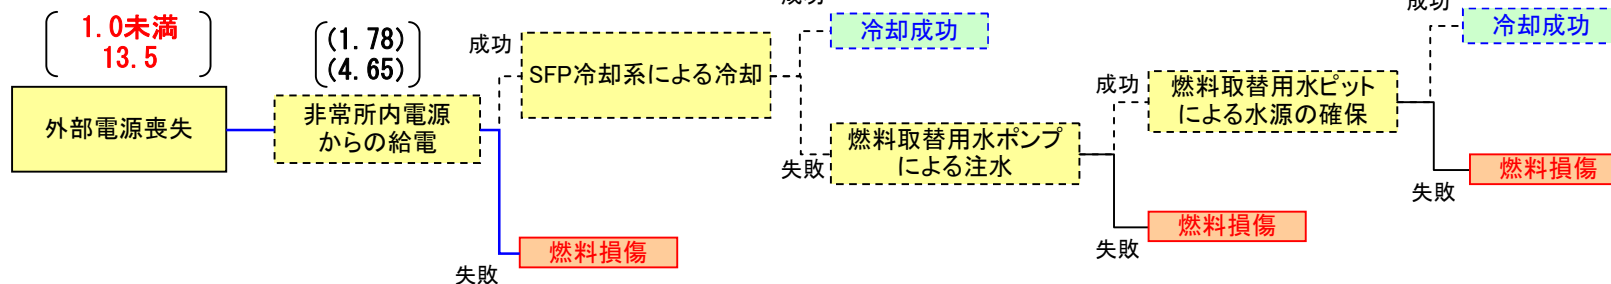 1.0未満
13.5
外部電源喪失
(1.78)
(4.65)
非常所内電源
からの給電
成功
SFP冷却系による冷却
失敗
燃料損傷
成功
冷却成功
失敗
燃料取替用水ポンプ
による注水
成功
燃料取替用水ピット
による水源の確保
失敗
燃料損傷
成功
冷却成功
失敗
燃料損傷